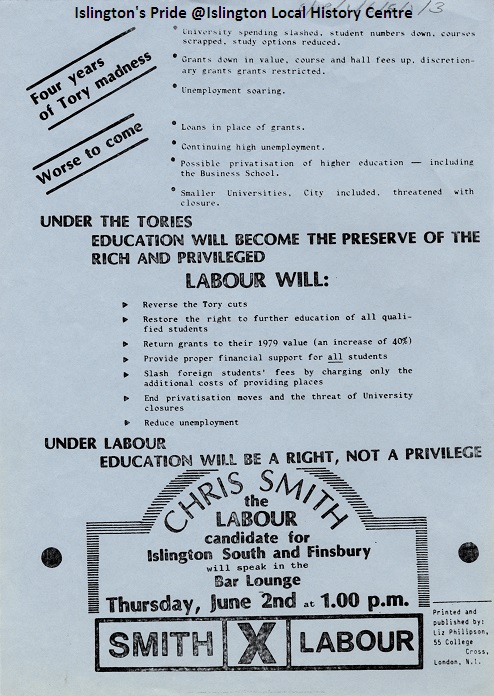 Islington's Pride @Islington Local History Centre
University spending slashed, student numbers down, courses
scrapped, study options reduced.
Four years
of Tory madness
Grants down in value, course and hall fees up, discretion-
ary grants grants restricted.
Unemployment soaring.
Worse to come
Loans in place of grants.
Continuing high unemployment.
Possible privatisation of higher education — including
the Business School.
Smaller Universities, City included, threatened with
closure.
UNDER THE TORIES
EDUCATION WILL BECOME THE PRESERVE OF THE
RICH AND PRIVILEGED
LABOUR WILL:
Reverse the Tory cuts
Restore the right to further education of all quali-
fied students
Return grants to their 1979 value (an increase of 40%)
Provide proper financial support for all students
Slash foreign students' fees by charging only the
additional costs of providing places
End privatisation moves and the threat of University
closures
Reduce unemployment
UNDER LABOUR
EDUCATION WILL BE A RIGHT, NOT A PRIVILEGE
CHRIS SMITH
the
LABOUR
candidate for
Islington South and Finsbury
will speak in the
Bar Lounge
Thursday, June 2nd at 1.00 p.m.
SMITH X LABOUR
Printed and
published by:
Liz Philipson,
55 College
Cross,
London, N.1.